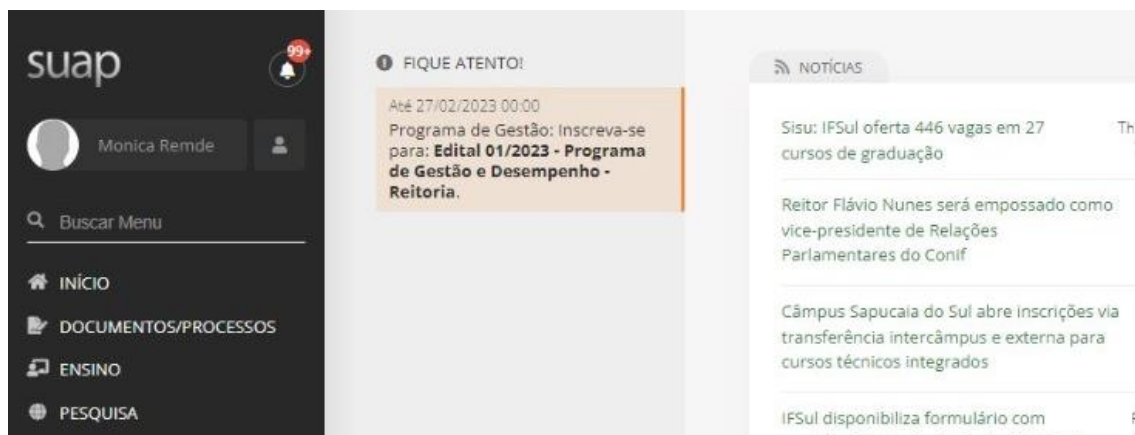 suap
99+
Monica Remde
Buscar Menu
INÍCIO
DOCUMENTOS/PROCESSOS
ENSINO
PESQUISA
FIQUE ATENTO!
Até 27/02/2023 00:00
Programa de Gestão: Inscreva-se
para: Edital 01/2023 - Programa
de Gestão e Desempenho -
Reitoria.
NOTÍCIAS
Sisu: IFSul oferta 446 vagas em 27
cursos de graduação
Reitor Flávio Nunes será empossado como
vice-presidente de Relações
Parlamentares do Conif
Câmpus Sapucaia do Sul abre inscrições via
transferência intercâmpus e externa para
cursos técnicos integrados
IFSul disponibiliza formulário com